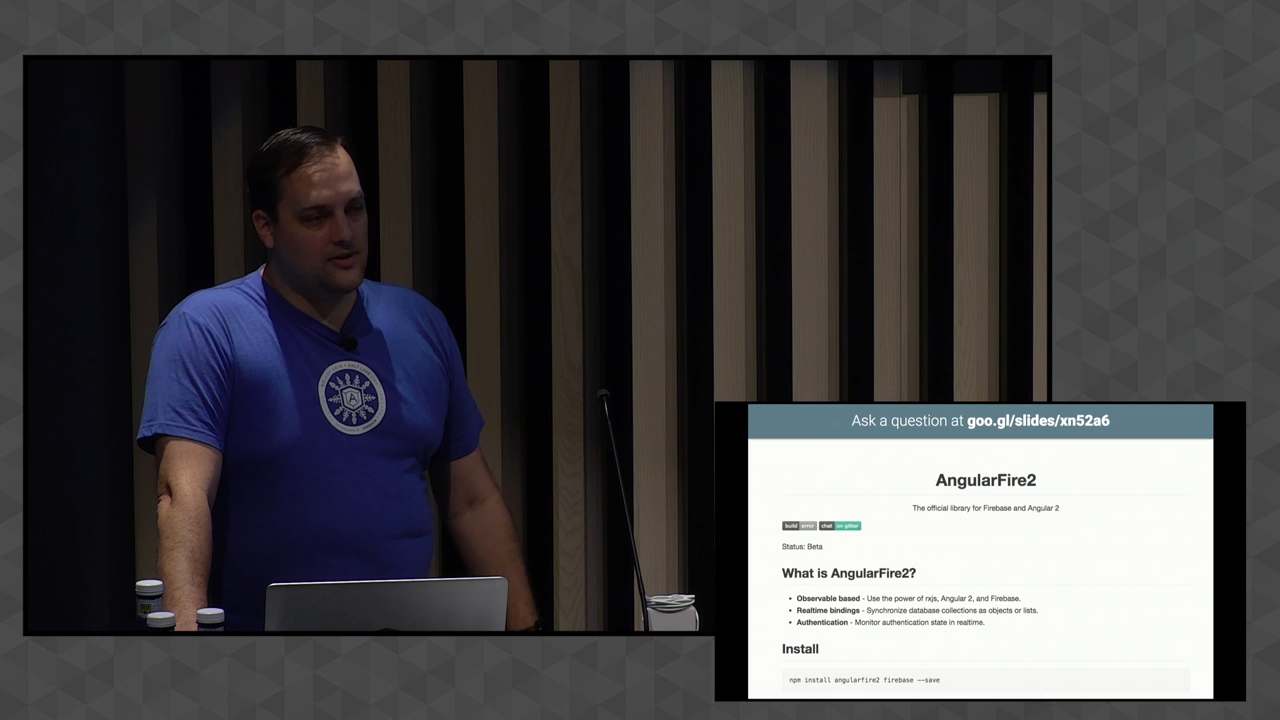 Ask a question at goo.gl/slides/xn52a6
AngularFire2
The official library for Firebase and Angular 2
build error chat on gitter
Status: Beta
What is AngularFire2?
• Observable based - Use the power of rxjs, Angular 2, and Firebase.
• Realtime bindings - Synchronize database collections as objects or lists.
• Authentication - Monitor authentication state in realtime.
Install
npm install angularfire2 firebase --save
A